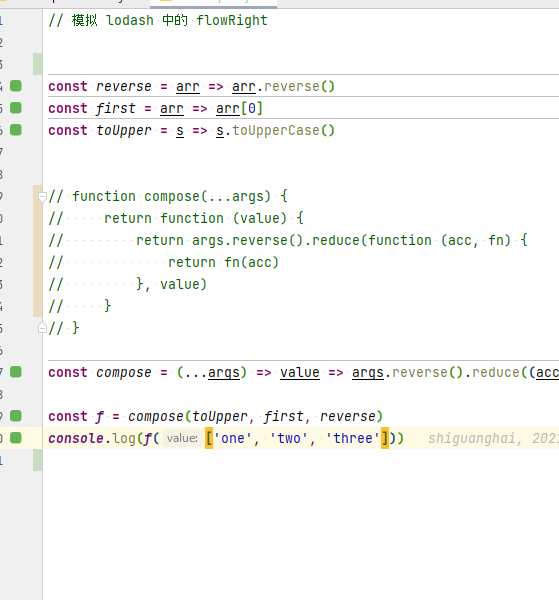 // 模拟 lodash 中的 flowRight
const reverse = arr => arr.reverse()
const first = arr => arr[0]
const toUpper = s => s.toUpperCase()
// function compose(...args) {
//     return function (value) {
//         return args.reverse().reduce(function (acc, fn) {
//             return fn(acc)
//         }, value)
//     }
// }
const compose = (...args) => value => args.reverse().reduce((acc
const f = compose(toUpper, first, reverse)
console.log(f( value: ['one', 'two', 'three'])) shiguanghai, 202